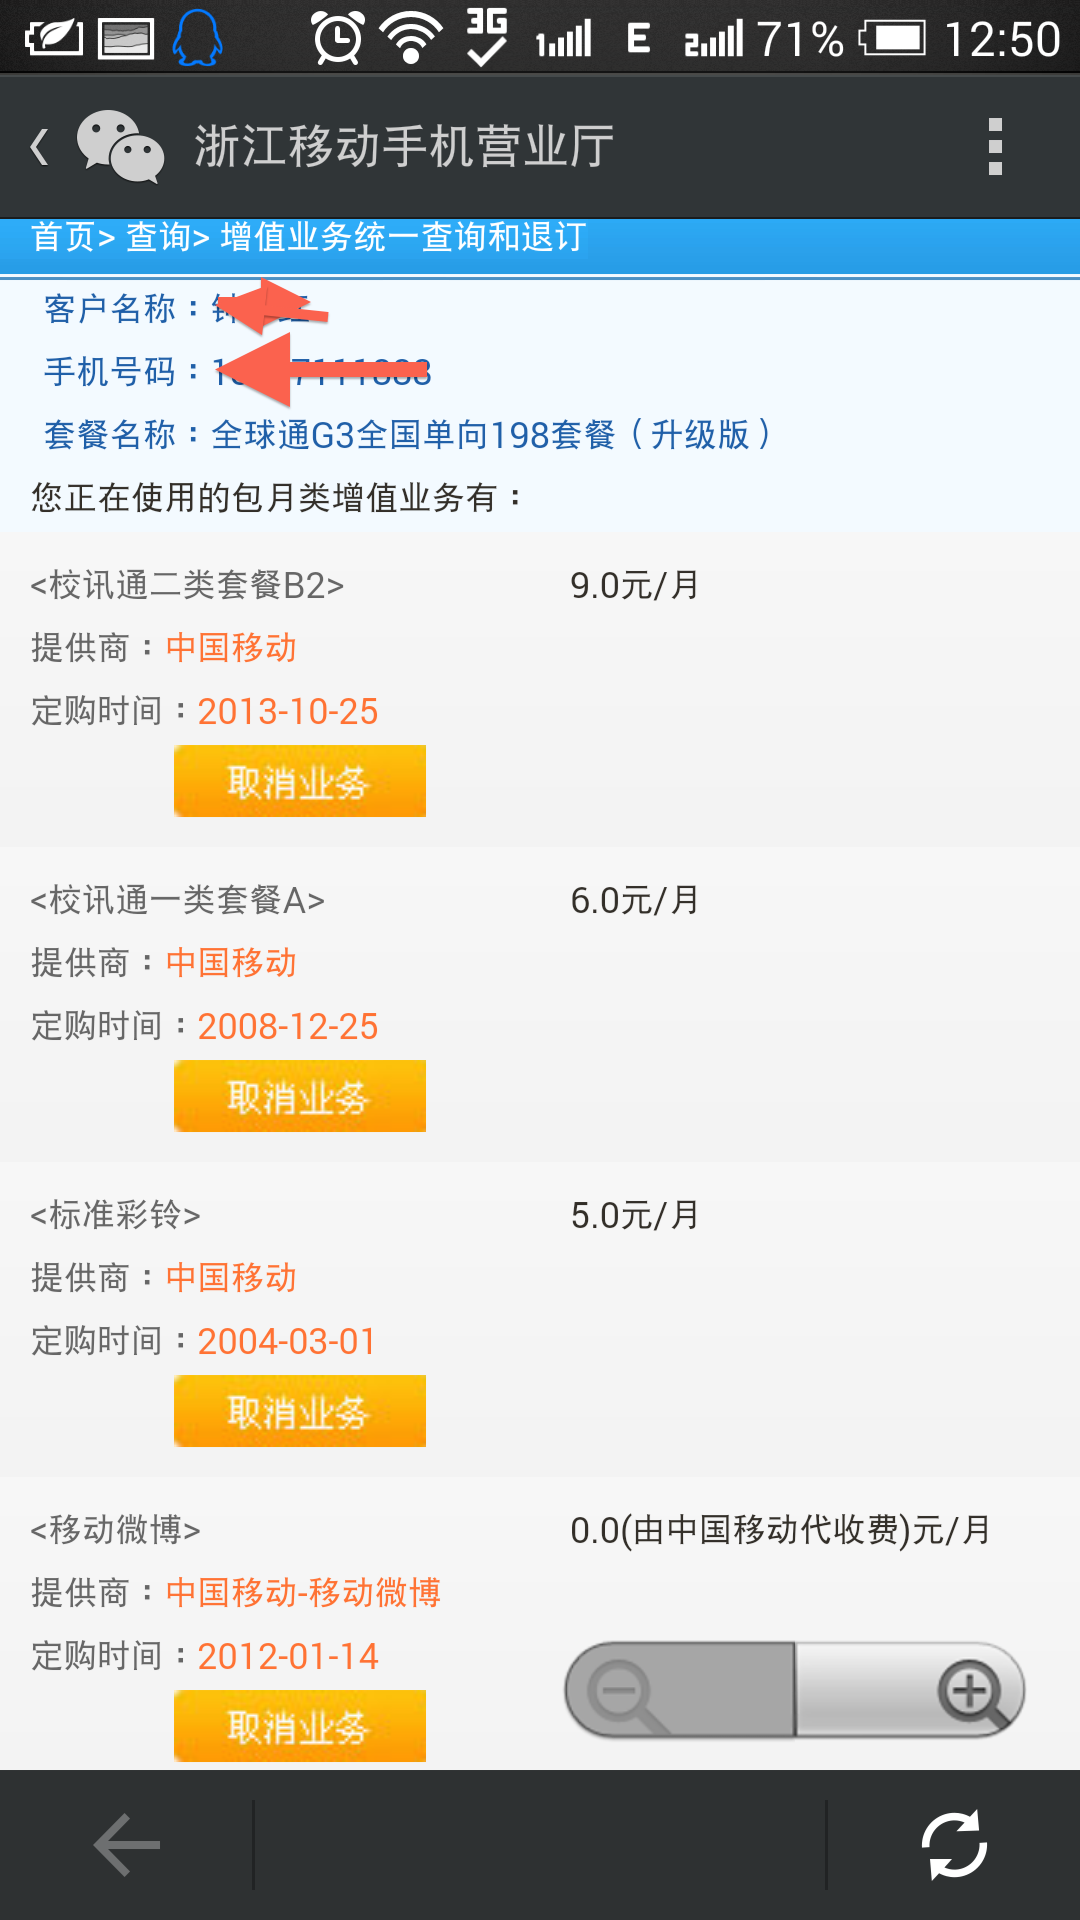 3G 1 E 2 71% 12:50
浙江移动手机营业厅
首页> 查询> 增值业务统一查询和退订
客户名称：
手机号码：
套餐名称：全球通G3全国单向198套餐（升级版）
您正在使用的包月类增值业务有：
<校讯通二类套餐B2> 9.0元/月
提供商：中国移动
定购时间：2013-10-25
取消业务
<校讯通一类套餐A> 6.0元/月
提供商：中国移动
定购时间：2008-12-25
取消业务
<标准彩铃> 5.0元/月
提供商：中国移动
定购时间：2004-03-01
取消业务
<移动微博> 0.0(由中国移动代收费)元/月
提供商：中国移动-移动微博
定购时间：2012-01-14
取消业务